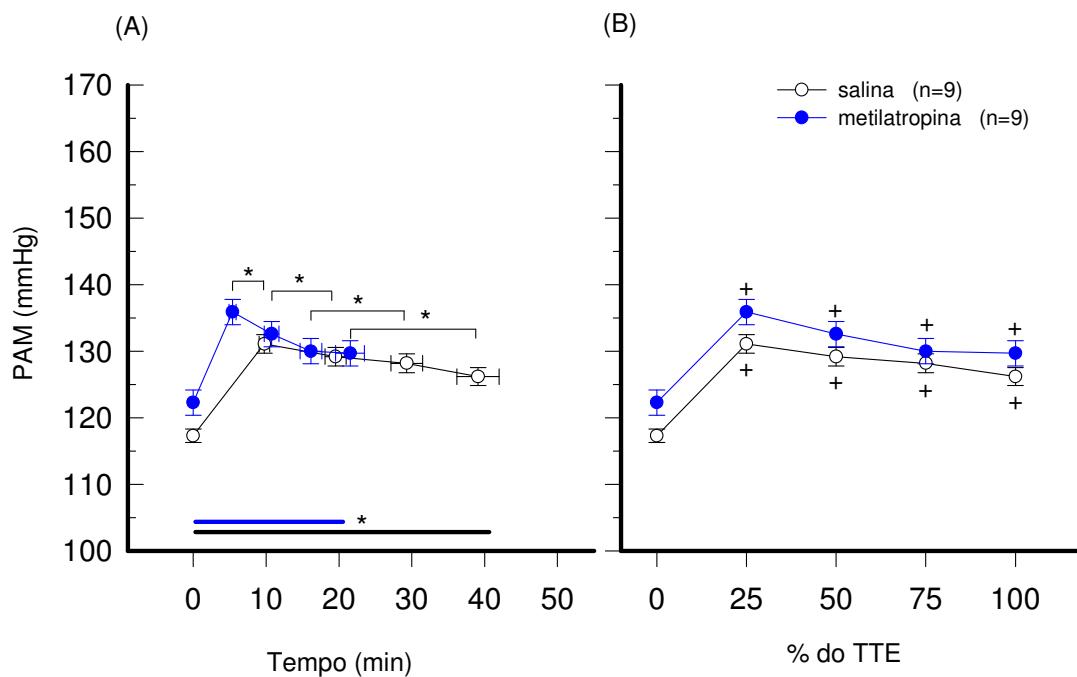 (A)
(B)
salina (n=9)
metilatropina (n=9)
PAM (mmHg)
170
160
150
140
130
120
110
100
* * * *
*
+ + + +
+ + + +
0 10 20 30 40 50
0 25 50 75 100
Tempo (min)
% do TTE